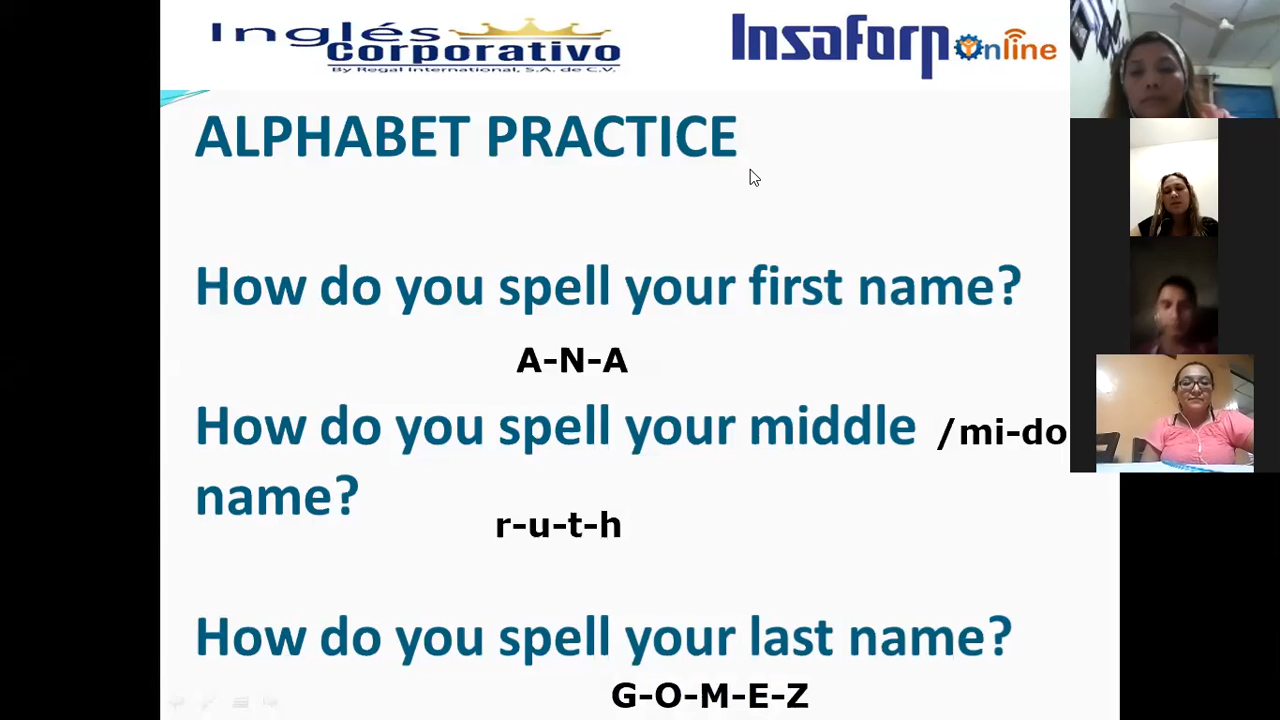 Inglés
corporativo
By Regal International, S.A. de C.V.
Insaforp Online
ALPHABET PRACTICE
How do you spell your first name?
A-N-A
How do you spell your middle /mi-do
name?
r-u-t-h
How do you spell your last name?
G-O-M-E-Z